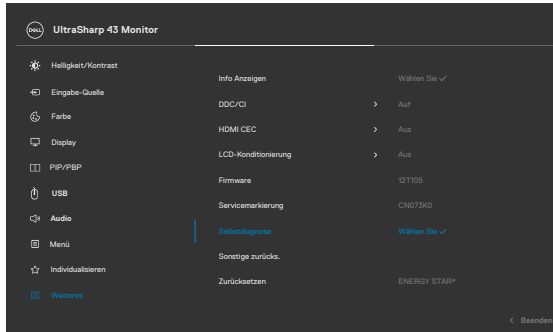 DELL UltraSharp 43 Monitor
Helligkeit/Kontrast
Eingabe-Quelle
Farbe
Display
PIP/PBP
USB
Audio
Menü
Individualisieren
Weiteres
Info Anzeigen Wählen Sie ✓
DDC/CI > Auf
HDMI CEC > Aus
LCD-Konditionierung > Aus
Firmware 12T105
Servicemarkierung CN073K0
Selbstdiagnose Wählen Sie ✓
Sonstige zurücks.
Zurücksetzen ENERGY STAR®
< Beenden